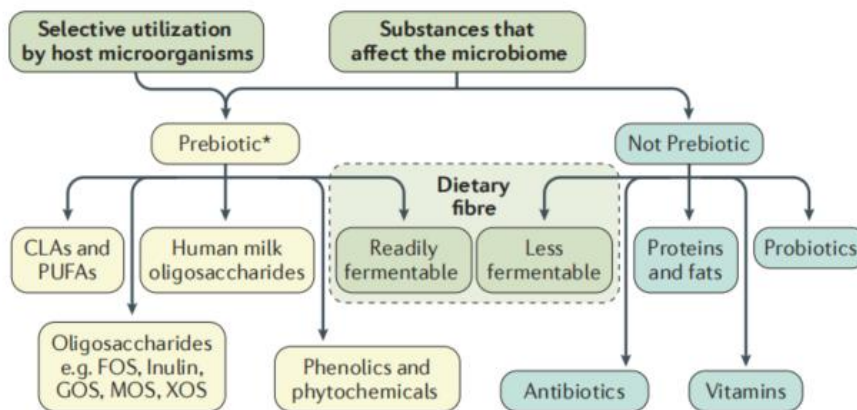 Selective utilization
by host microorganisms
Substances that
affect the microbiome
Prebiotic*
Not Prebiotic
Dietary
fibre
CLAs and
PUFAs
Human milk
oligosaccharides
Readily
fermentable
Less
fermentable
Proteins
and fats
Probiotics
Oligosaccharides
e.g. FOS, Inulin,
GOS, MOS, XOS
Phenolics and
phytochemicals
Antibiotics
Vitamins